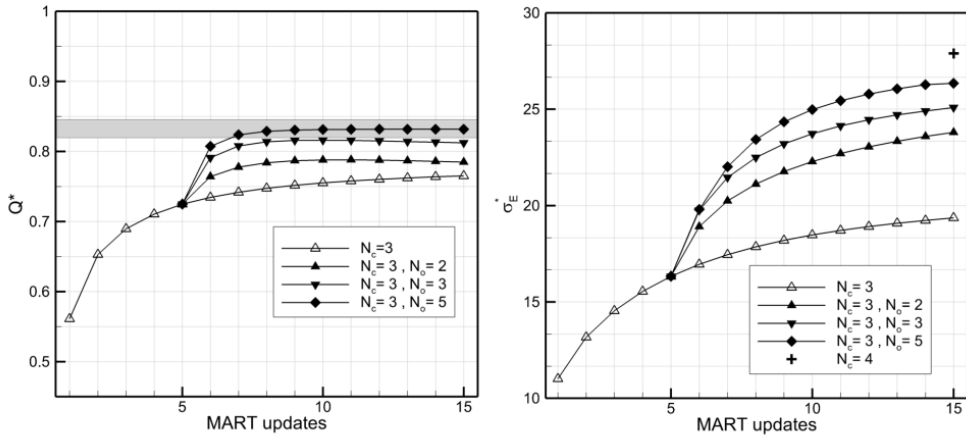 1
0.9
0.8
0.7
0.6
0.5
Q*
5
10
15
MART updates
N_c=3
N_c= 3 , N_o= 2
N_c= 3 , N_o= 3
N_c= 3 , N_o= 5
30
25
20
15
10
σ_E*
5
10
15
MART updates
N_c= 3
N_c= 3 , N_o= 2
N_c= 3 , N_o= 3
N_c= 3 , N_o= 5
N_c= 4